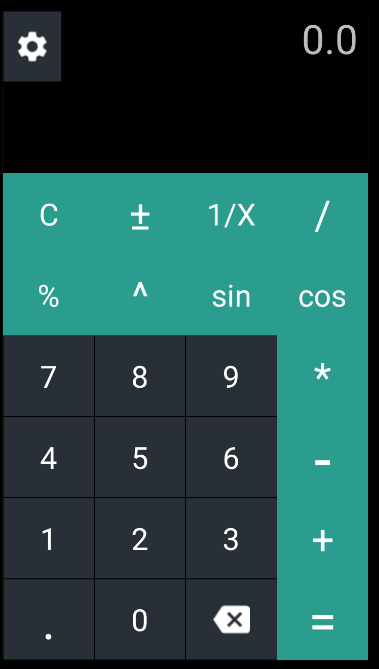 0.0
C ± 1/X /
% ^ sin cos
7 8 9 *
4 5 6 -
1 2 3 +
. 0 =